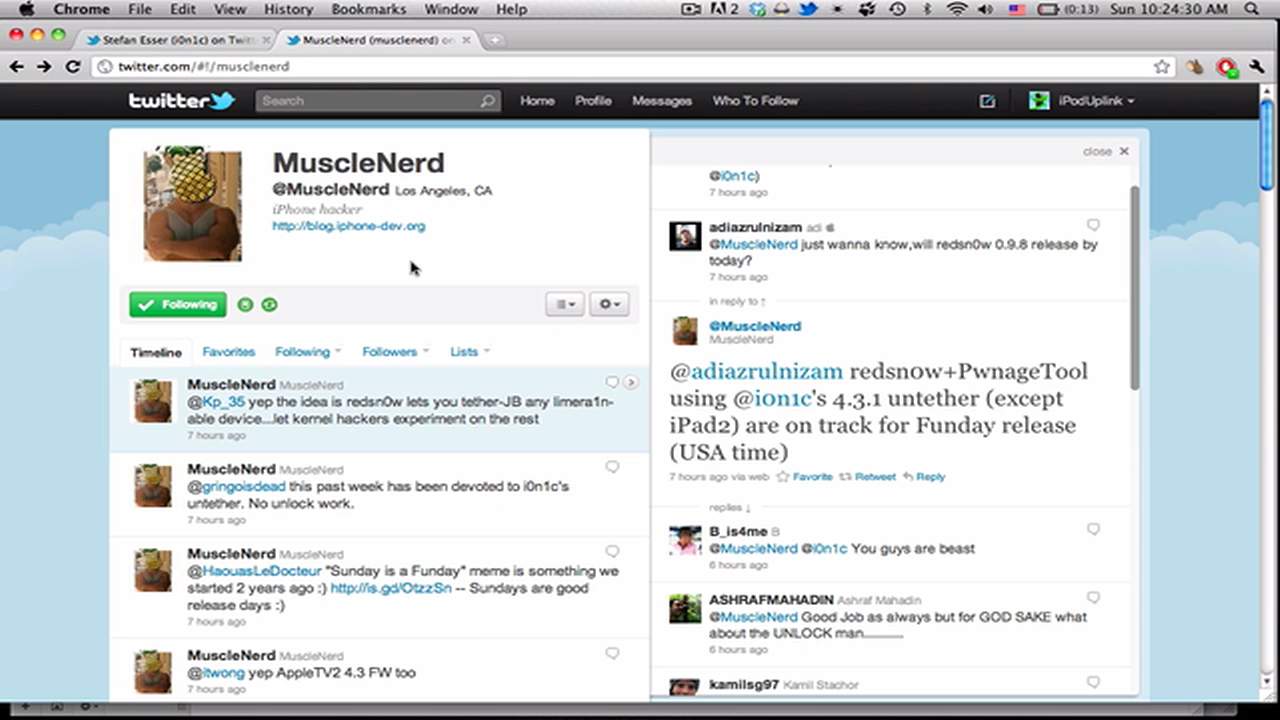 Chrome File Edit View History Bookmarks Window Help 2 (0:13) Sun 10:24:30 AM
Stefan Esser (i0n1c) on Twitt MuscleNerd (musclenerd) on
twitter.com/#!/musclenerd
twitter Search Home Profile Messages Who To Follow iPodUplink
MuscleNerd
@MuscleNerd Los Angeles, CA
iPhone hacker
http://blog.iphone-dev.org
Following
Timeline Favorites Following Followers Lists
MuscleNerd MuscleNerd
@Kp_35 yep the idea is redsn0w lets you tether-JB any limera1n-
able device...let kernel hackers experiment on the rest
7 hours ago
MuscleNerd MuscleNerd
@gringoisdead this past week has been devoted to i0n1c's
untether. No unlock work.
7 hours ago
MuscleNerd MuscleNerd
@HaouasLeDocteur "Sunday is a Funday" meme is something we
started 2 years ago :) http://is.gd/OtzzSn -- Sundays are good
release days :)
7 hours ago
MuscleNerd MuscleNerd
@itwong yep AppleTV2 4.3 FW too
7 hours ago
close
@i0n1c)
7 hours ago
adiazrulnizam adi
@MuscleNerd just wanna know,will redsn0w 0.9.8 release by
today?
7 hours ago
in reply to ↑
@MuscleNerd
MuscleNerd
@adiazrulnizam redsn0w+PwnageTool
using @i0n1c's 4.3.1 untether (except
iPad2) are on track for Funday release
(USA time)
7 hours ago via web Favorite Retweet Reply
replies ↓
B_is4me B
@MuscleNerd @i0n1c You guys are beast
6 hours ago
ASHRAFMAHADIN Ashraf Mahadin
@MuscleNerd Good Job as always but for GOD SAKE what
about the UNLOCK man...........
6 hours ago
kamilsg97 Kamil Stachor